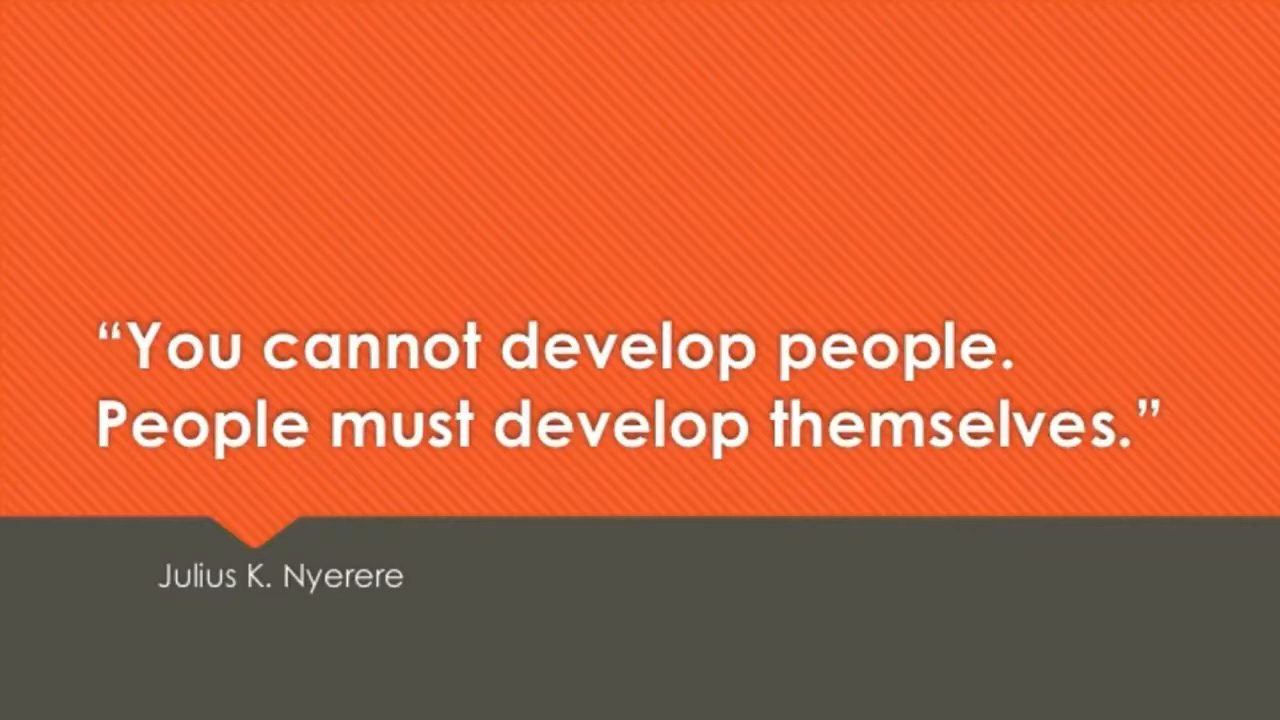 “You cannot develop people.
People must develop themselves.”
Julius K. Nyerere